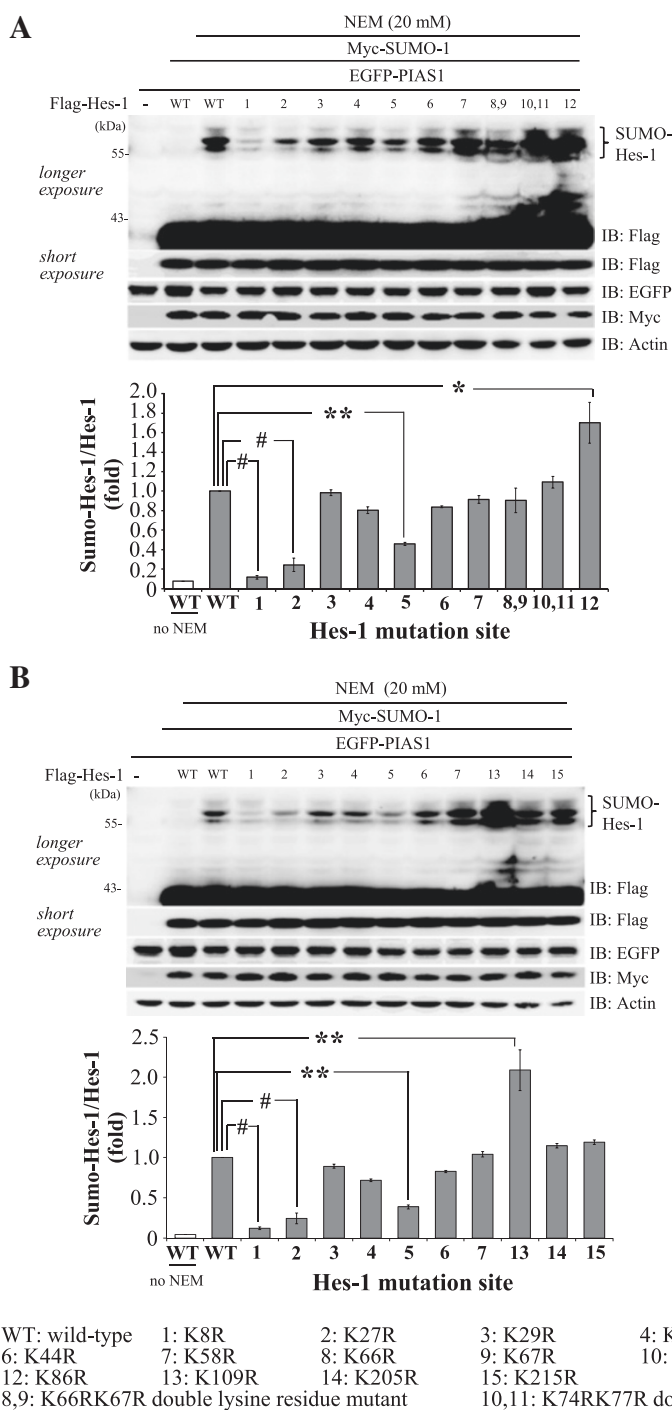 A
NEM (20 mM)
Myc-SUMO-1
EGFP-PIAS1
Flag-Hes-1 - WT WT 1 2 3 4 5 6 7 8,9 10,11 12
(kDa)
SUMO-
Hes-1
55-
longer
exposure
43-
IB: Flag
short
exposure
IB: Flag
IB: EGFP
IB: Myc
IB: Actin
Sumo-Hes-1/Hes-1
(fold)
2.0
1.8
1.6
1.4
1.2
1.0
0.8
0.6
0.4
0.2
0
*
**
#
#
WT WT 1 2 3 4 5 6 7 8,9 10,11 12
no NEM
Hes-1 mutation site
B
NEM (20 mM)
Myc-SUMO-1
EGFP-PIAS1
Flag-Hes-1 - WT WT 1 2 3 4 5 6 7 13 14 15
(kDa)
SUMO-
Hes-1
55-
longer
exposure
43-
IB: Flag
short
exposure
IB: Flag
IB: EGFP
IB: Myc
IB: Actin
Sumo-Hes-1/Hes-1
(fold)
2.5
2.0
1.5
1.0
0.5
0
**
**
#
#
WT WT 1 2 3 4 5 6 7 13 14 15
no NEM
Hes-1 mutation site
WT: wild-type 1: K8R 2: K27R 3: K29R 4: K
6: K44R 7: K58R 8: K66R 9: K67R 10:
12: K86R 13: K109R 14: K205R 15: K215R
8,9: K66RK67R double lysine residue mutant 10,11: K74RK77R do